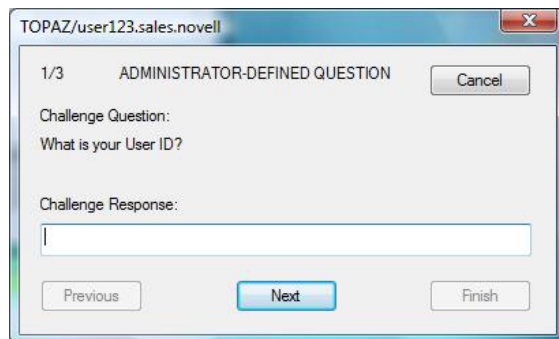 TOPAZ/user123.sales.novell
1/3 ADMINISTRATOR-DEFINED QUESTION
Cancel
Challenge Question:
What is your User ID?
Challenge Response:
Previous Next Finish